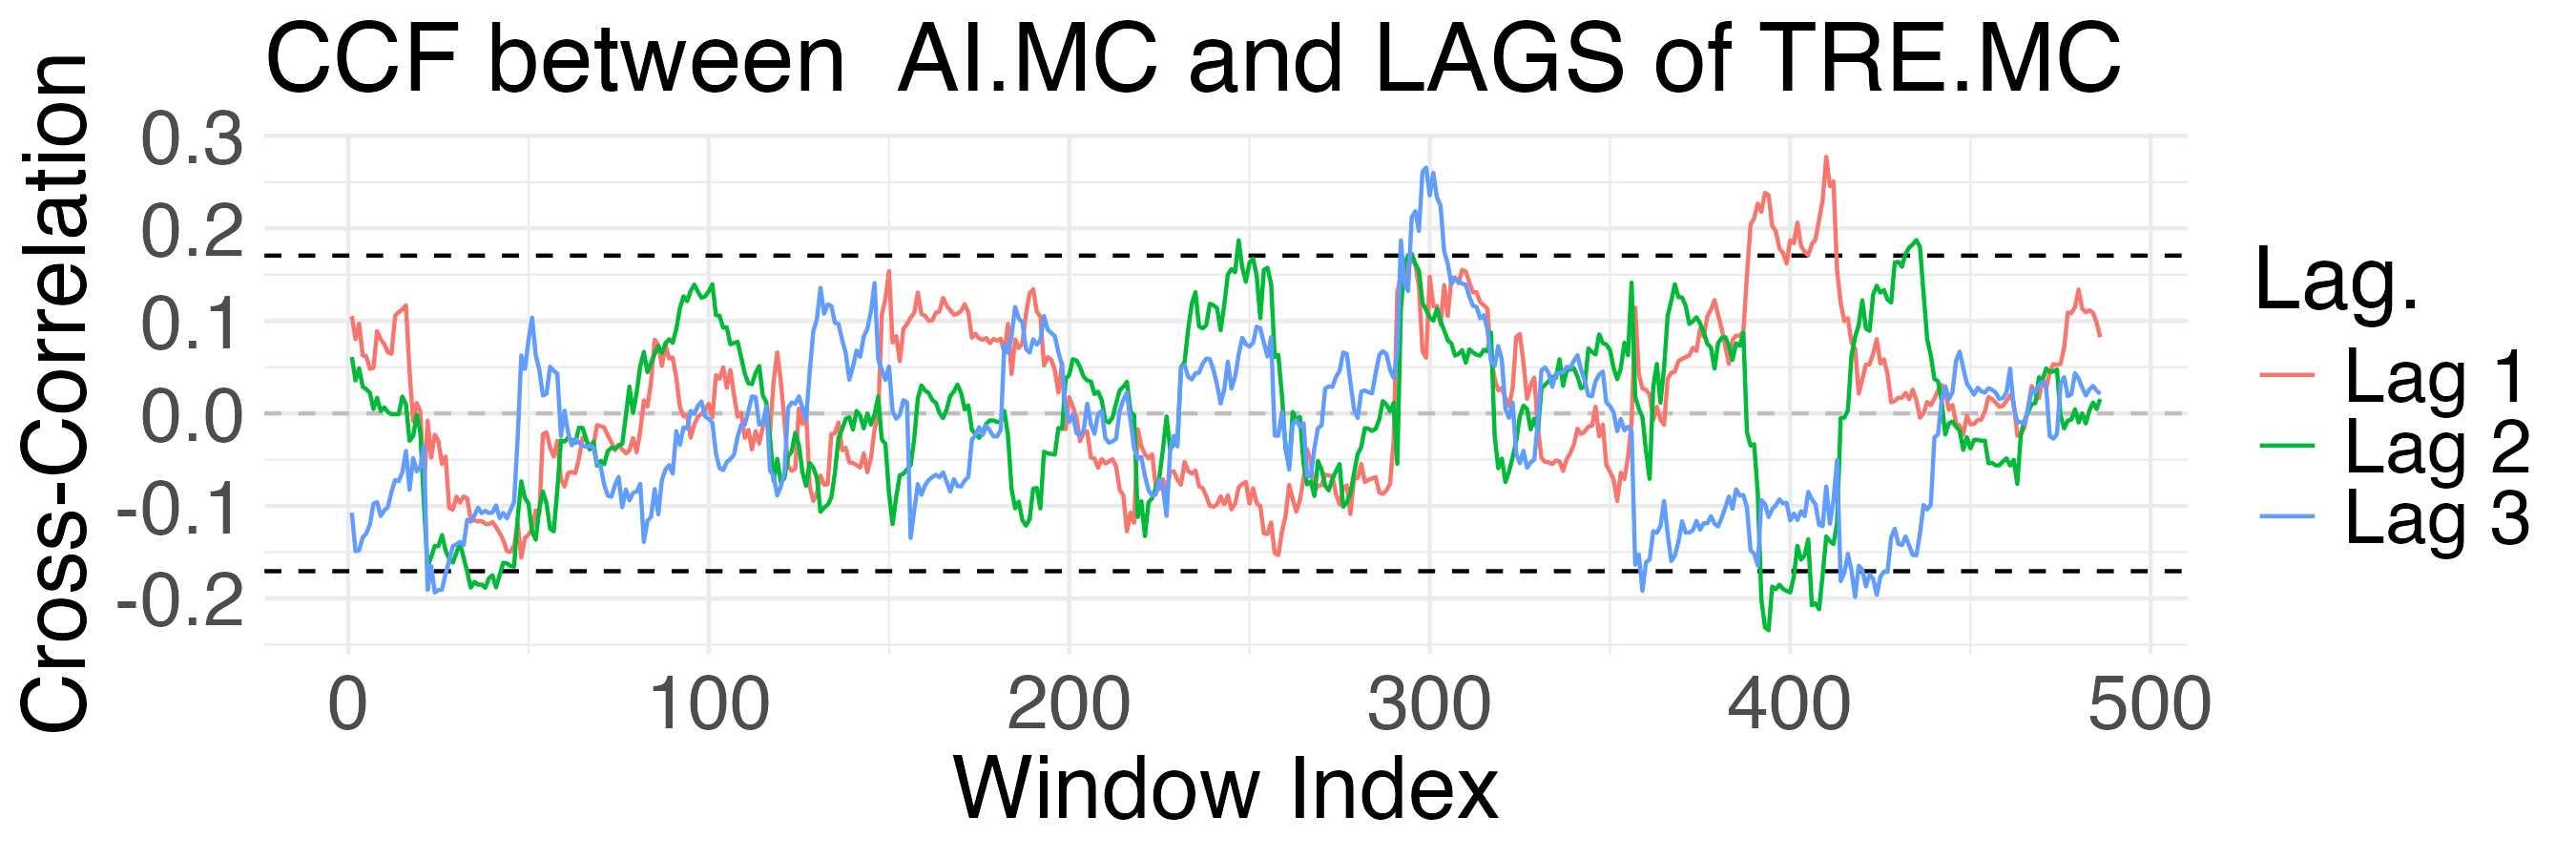 CCF between  AI.MC and LAGS of TRE.MC
Cross-Correlation
0.3
0.2
0.1
0.0
-0.1
-0.2
0 100 200 300 400 500
Window Index
Lag.
Lag 1
Lag 2
Lag 3